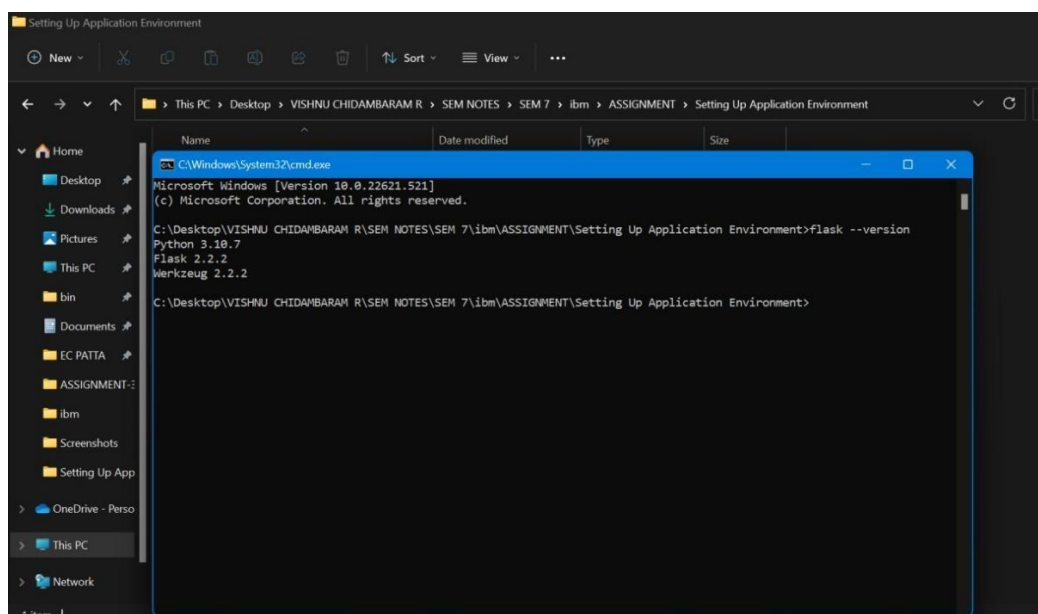 Setting Up Application Environment
New
Sort
View
This PC > Desktop > VISHNU CHIDAMBARAM R > SEM NOTES > SEM 7 > ibm > ASSIGNMENT > Setting Up Application Environment
Name Date modified Type Size
Home
Desktop
Downloads
Pictures
This PC
bin
Documents
EC PATTA
ASSIGNMENT-3
ibm
Screenshots
Setting Up App
OneDrive - Perso
This PC
Network
C:\Windows\System32\cmd.exe
Microsoft Windows [Version 10.0.22621.521]
(c) Microsoft Corporation. All rights reserved.
C:\Desktop\VISHNU CHIDAMBARAM R\SEM NOTES\SEM 7\ibm\ASSIGNMENT\Setting Up Application Environment>flask --version
Python 3.10.7
Flask 2.2.2
Werkzeug 2.2.2
C:\Desktop\VISHNU CHIDAMBARAM R\SEM NOTES\SEM 7\ibm\ASSIGNMENT\Setting Up Application Environment>